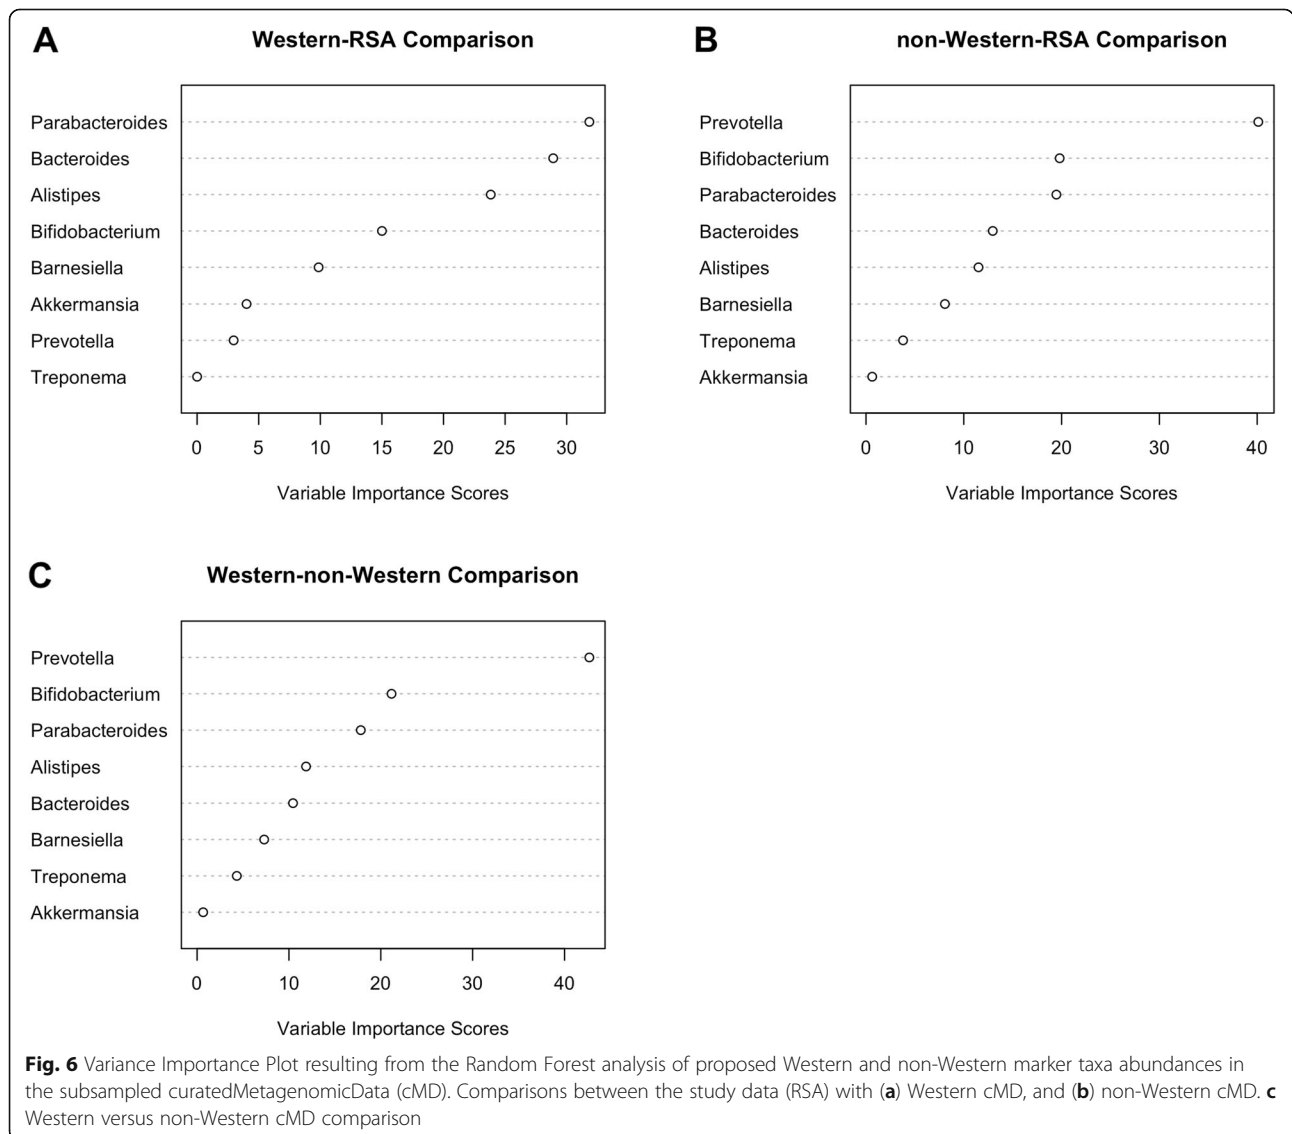 A
Western-RSA Comparison
Parabacteroides
Bacteroides
Alistipes
Bifidobacterium
Barnesiella
Akkermansia
Prevotella
Treponema
0 5 10 15 20 25 30
Variable Importance Scores
B
non-Western-RSA Comparison
Prevotella
Bifidobacterium
Parabacteroides
Bacteroides
Alistipes
Barnesiella
Treponema
Akkermansia
0 10 20 30 40
Variable Importance Scores
C
Western-non-Western Comparison
Prevotella
Bifidobacterium
Parabacteroides
Alistipes
Bacteroides
Barnesiella
Treponema
Akkermansia
0 10 20 30 40
Variable Importance Scores
Fig. 6 Variance Importance Plot resulting from the Random Forest analysis of proposed Western and non-Western marker taxa abundances in
the subsampled curatedMetagenomicData (cMD). Comparisons between the study data (RSA) with (a) Western cMD, and (b) non-Western cMD. c
Western versus non-Western cMD comparison